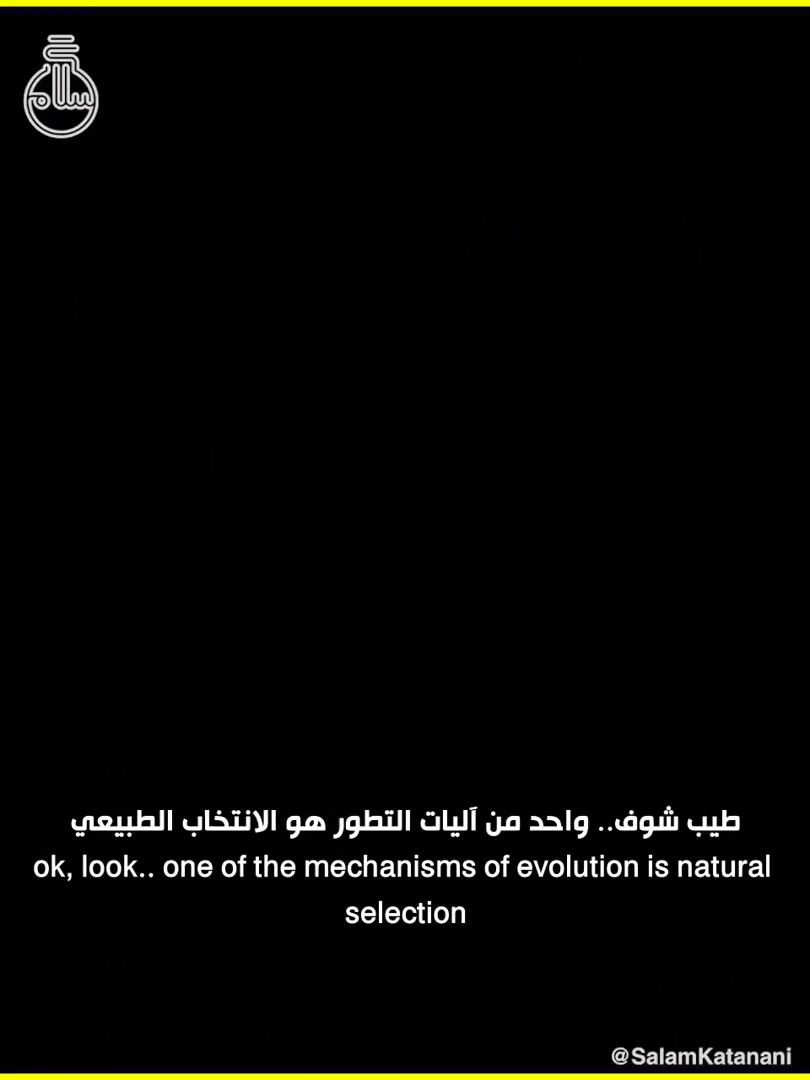 سلام
طيب شوف.. واحد من آليات التطور هو الانتخاب الطبيعي
ok, look.. one of the mechanisms of evolution is natural
selection
@SalamKatanani